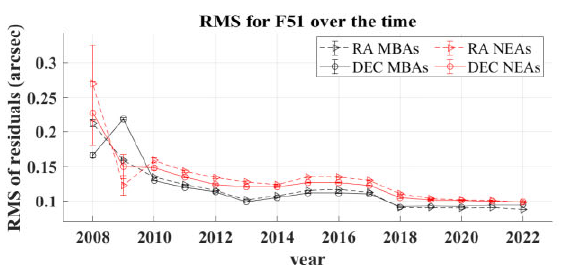 RMS for F51 over the time
RA MBAs RA NEAs
DEC MBAs DEC NEAs
RMS of residuals (arcsec)
0.3
0.25
0.2
0.15
0.1
2008 2010 2012 2014 2016 2018 2020 2022
year